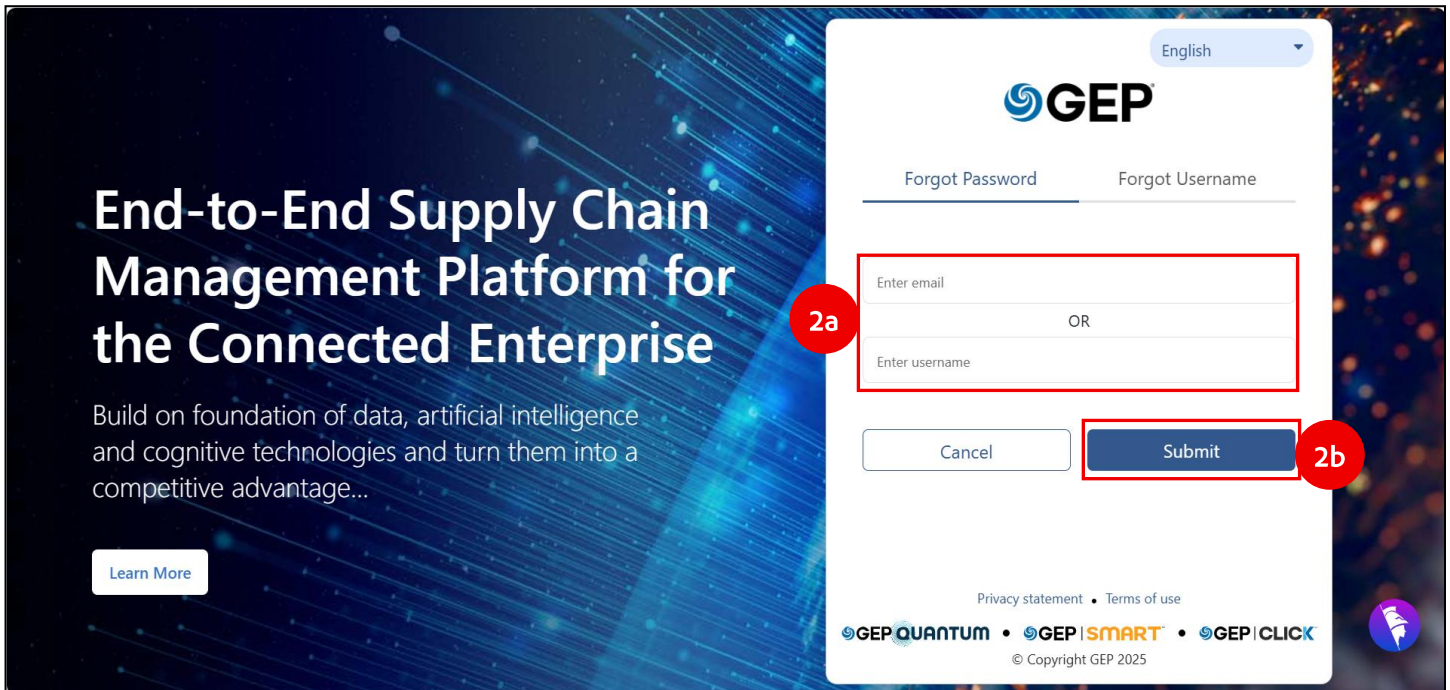 End-to-End Supply Chain
Management Platform for
the Connected Enterprise
Build on foundation of data, artificial intelligence
and cognitive technologies and turn them into a
competitive advantage...
Learn More
English
GEP
Forgot Password Forgot Username
2a
Enter email
OR
Enter username
Cancel Submit 2b
Privacy statement • Terms of use
GEP QUANTUM • GEP | SMART™ • GEP | CLICK
© Copyright GEP 2025